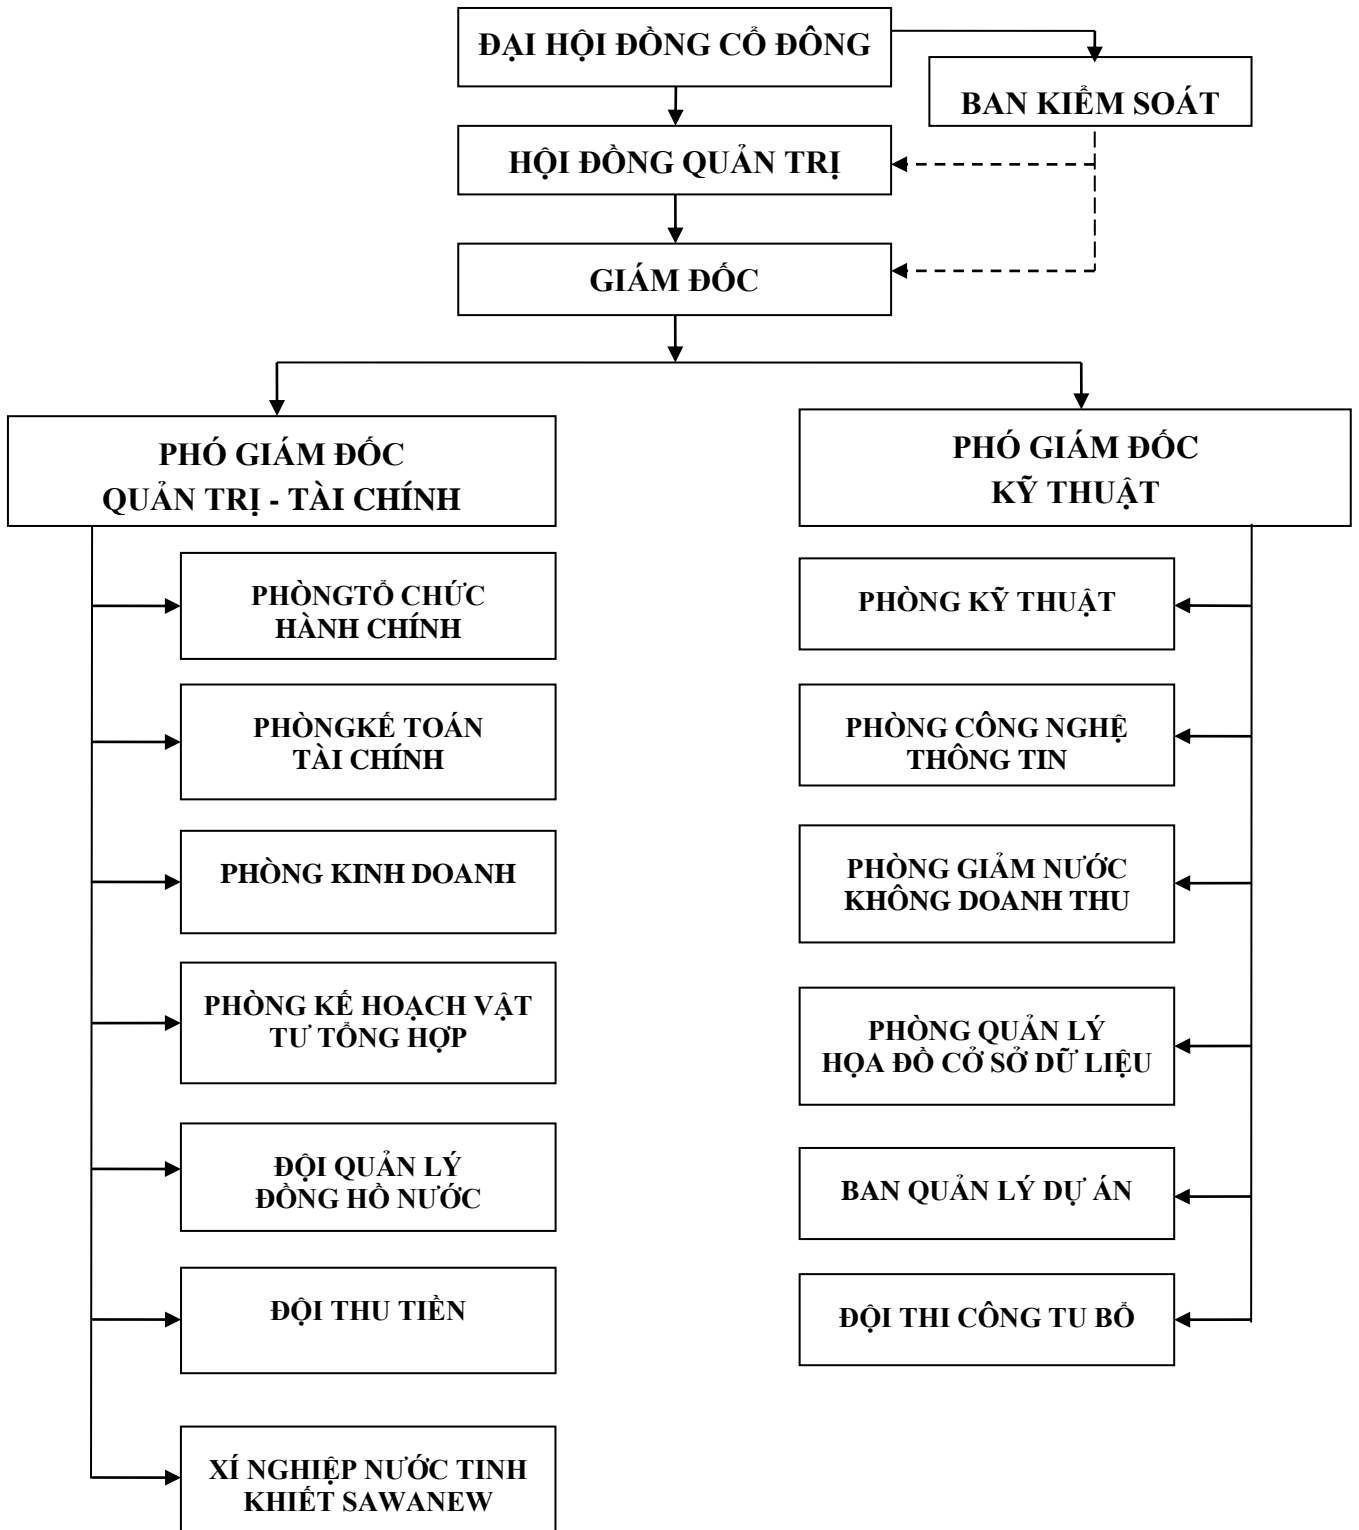 ĐẠI HỘI ĐỒNG CỔ ĐÔNG
BAN KIỂM SOÁT
HỘI ĐỒNG QUẢN TRỊ
GIÁM ĐỐC
PHÓ GIÁM ĐỐC
QUẢN TRỊ - TÀI CHÍNH
PHÒNGTỔ CHỨC
HÀNH CHÍNH
PHÒNGKẾ TOÁN
TÀI CHÍNH
PHÒNG KINH DOANH
PHÒNG KẾ HOẠCH VẬT
TƯ TỔNG HỢP
ĐỘI QUẢN LÝ
ĐỒNG HỒ NƯỚC
ĐỘI THU TIỀN
XÍ NGHIỆP NƯỚC TINH
KHIẾT SAWANEW
PHÓ GIÁM ĐỐC
KỸ THUẬT
PHÒNG KỸ THUẬT
PHÒNG CÔNG NGHỆ
THÔNG TIN
PHÒNG GIẢM NƯỚC
KHÔNG DOANH THU
PHÒNG QUẢN LÝ
HỌA ĐỒ CỞ SỞ DỮ LIỆU
BAN QUẢN LÝ DỰ ÁN
ĐỘI THI CÔNG TU BỔ